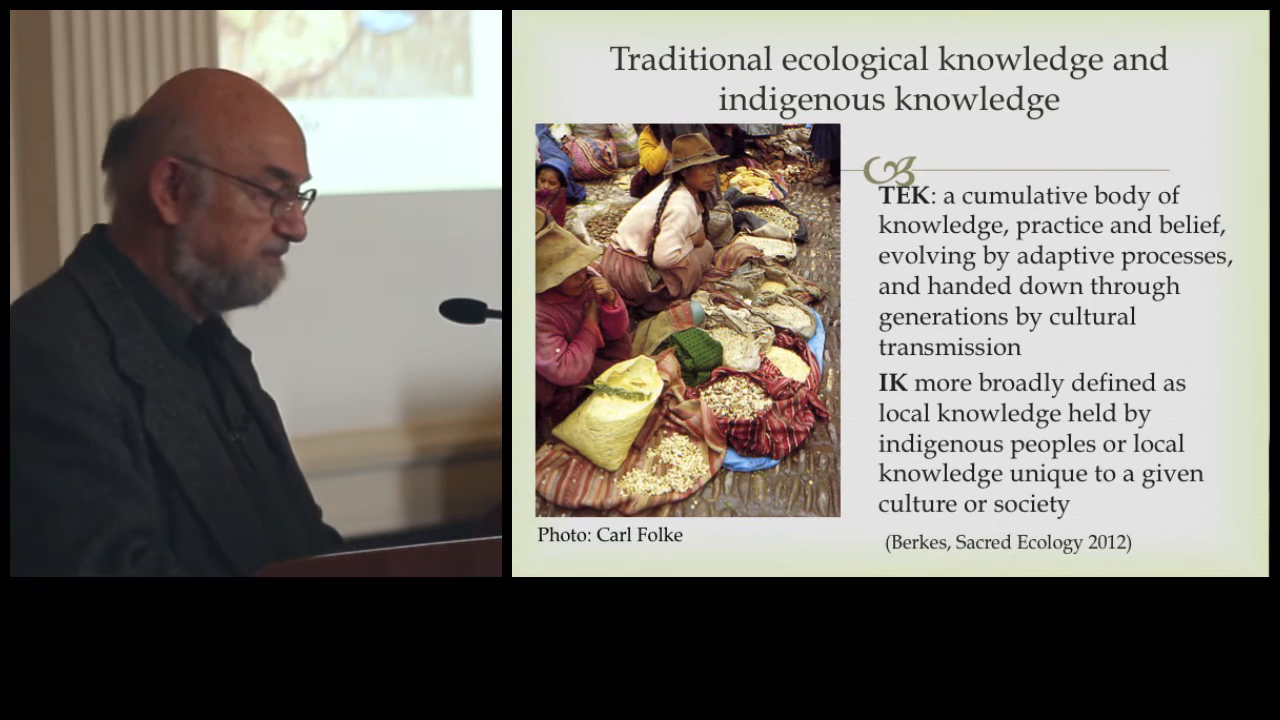 Traditional ecological knowledge and
indigenous knowledge
TEK: a cumulative body of
knowledge, practice and belief,
evolving by adaptive processes,
and handed down through
generations by cultural
transmission
IK more broadly defined as
local knowledge held by
indigenous peoples or local
knowledge unique to a given
culture or society
(Berkes, Sacred Ecology 2012)
Photo: Carl Folke